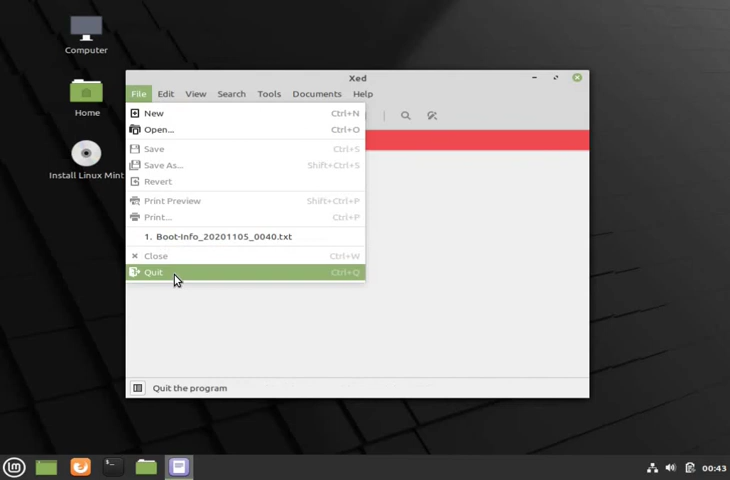 Computer
Home
Install Linux Mint
Xed
File Edit View Search Tools Documents Help
New Ctrl+N
Open... Ctrl+O
Save Ctrl+S
Save As... Shift+Ctrl+S
Revert
Print Preview Shift+Ctrl+P
Print... Ctrl+P
1. Boot-Info_20201105_0040.txt
Close Ctrl+W
Quit Ctrl+Q
Quit the program
00:43